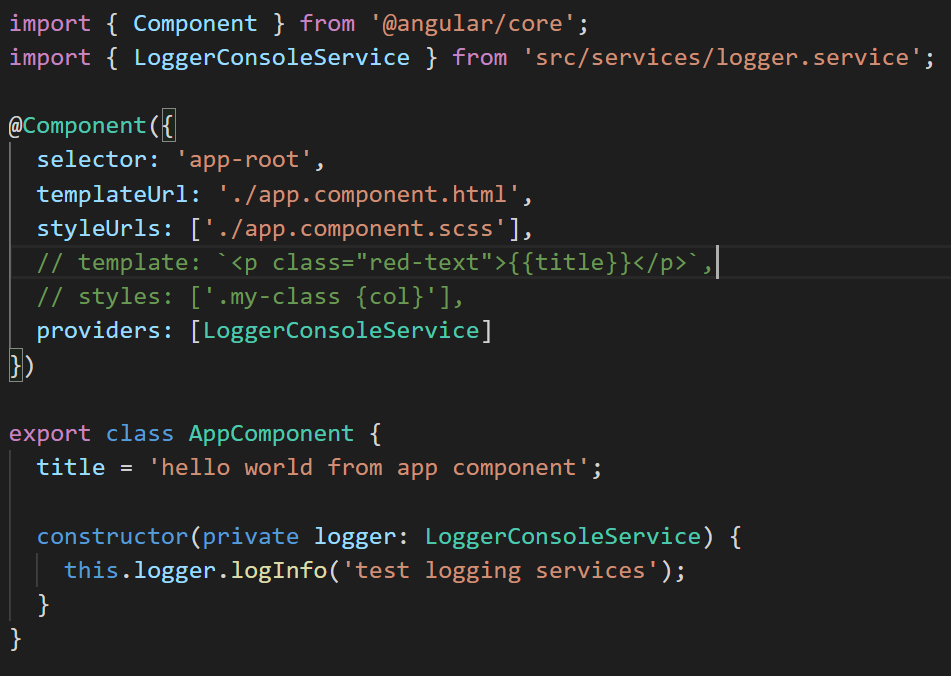 import { Component } from '@angular/core';
import { LoggerConsoleService } from 'src/services/logger.service';
@Component({
  selector: 'app-root',
  templateUrl: './app.component.html',
  styleUrls: ['./app.component.scss'],
  // template: `<p class="red-text">{{title}}</p>`,
  // styles: ['.my-class {col}'],
  providers: [LoggerConsoleService]
})
export class AppComponent {
  title = 'hello world from app component';
  constructor(private logger: LoggerConsoleService) {
    this.logger.logInfo('test logging services');
  }
}